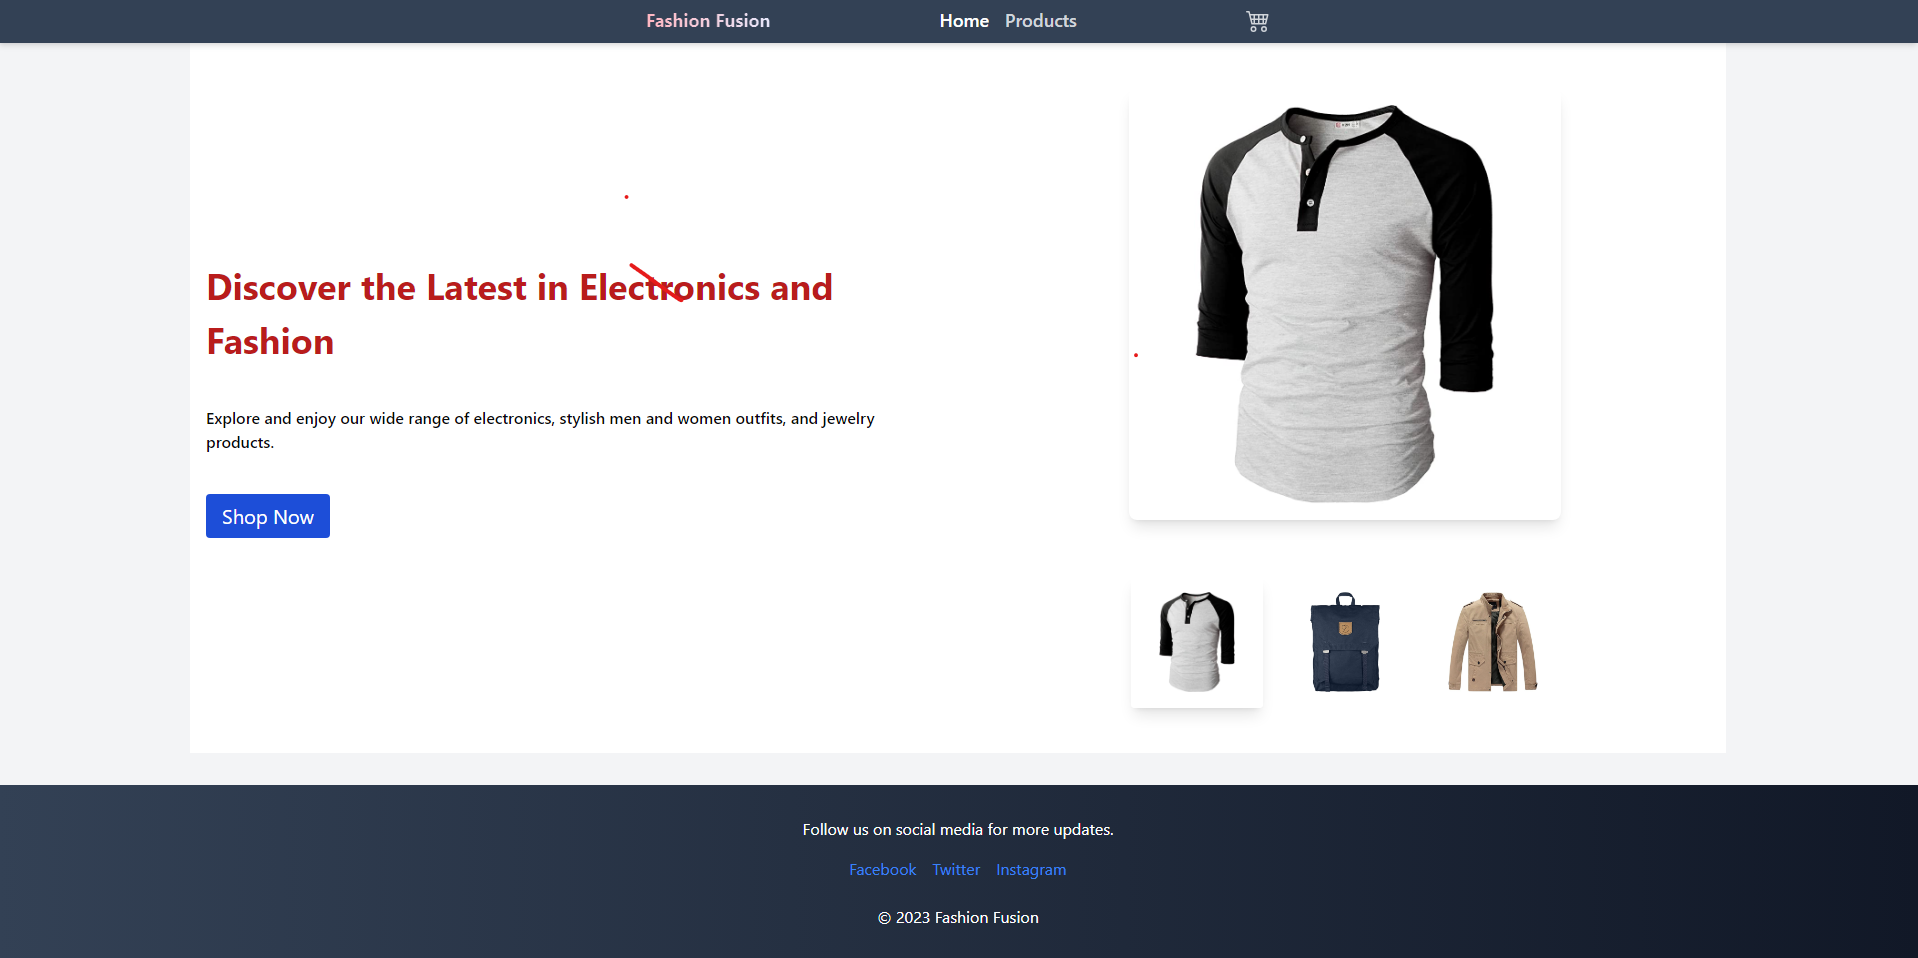 Fashion Fusion
Home
Products
Discover the Latest in Electronics and
Fashion
Explore and enjoy our wide range of electronics, stylish men and women outfits, and jewelry
products.
Shop Now
Follow us on social media for more updates.
Facebook Twitter Instagram
© 2023 Fashion Fusion